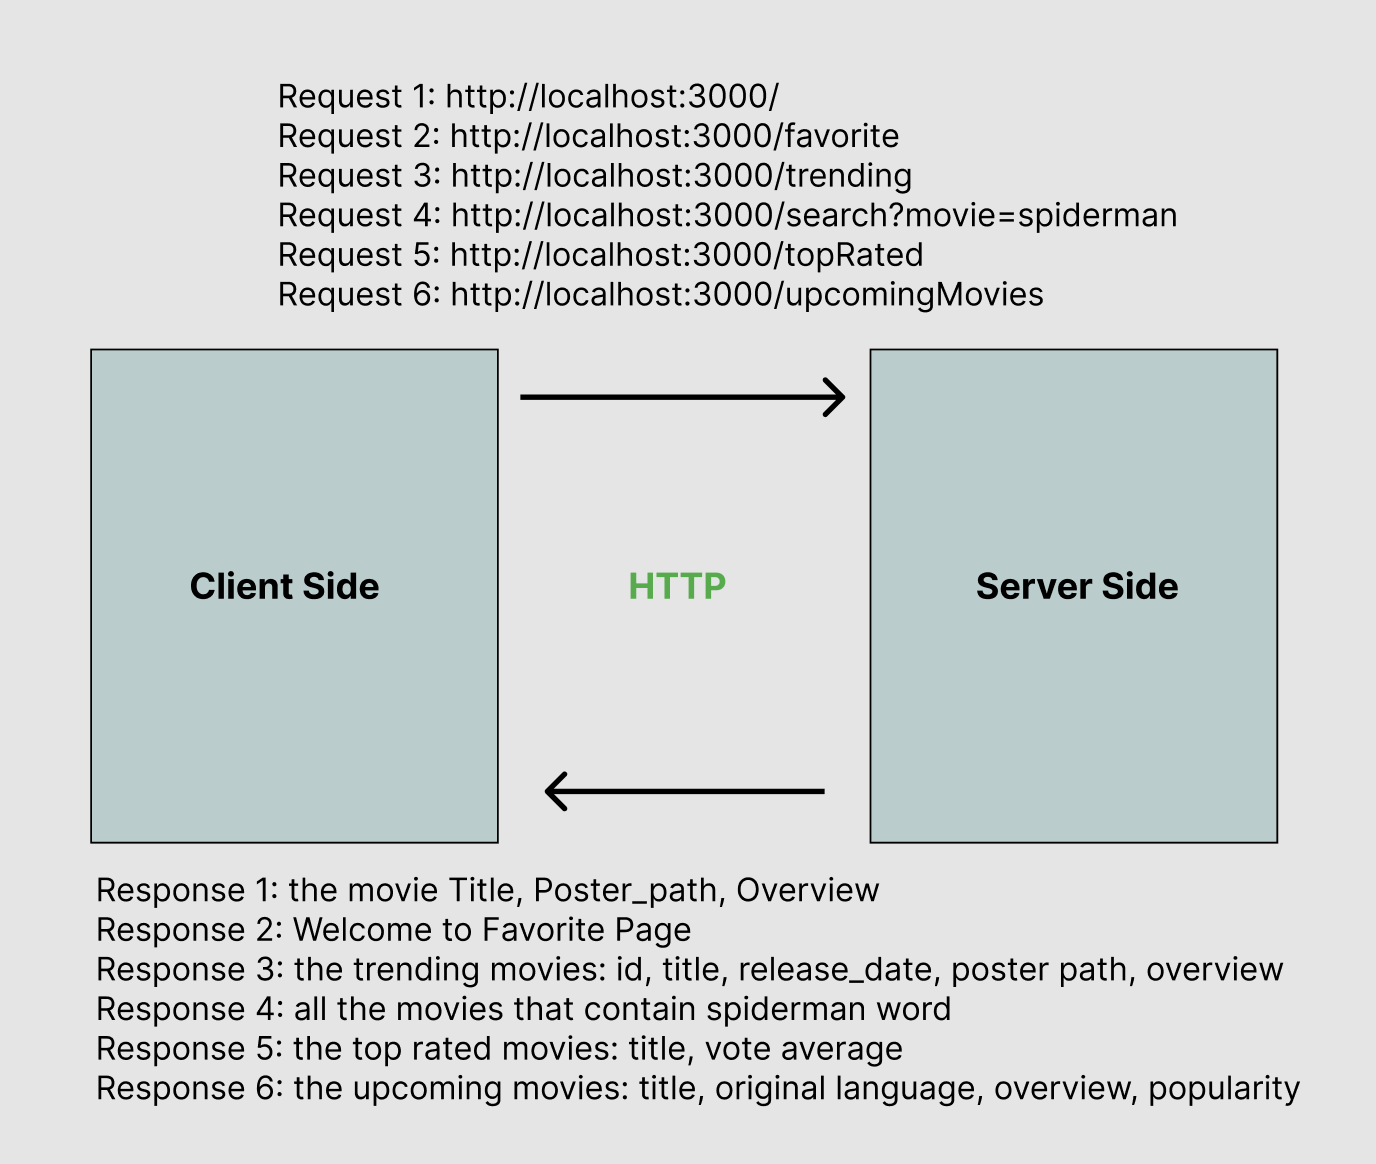 Request 1: http://localhost:3000/
Request 2: http://localhost:3000/favorite
Request 3: http://localhost:3000/trending
Request 4: http://localhost:3000/search?movie=spiderman
Request 5: http://localhost:3000/topRated
Request 6: http://localhost:3000/upcomingMovies
Client Side
HTTP
Server Side
Response 1: the movie Title, Poster_path, Overview
Response 2: Welcome to Favorite Page
Response 3: the trending movies: id, title, release_date, poster path, overview
Response 4: all the movies that contain spiderman word
Response 5: the top rated movies: title, vote average
Response 6: the upcoming movies: title, original language, overview, popularity